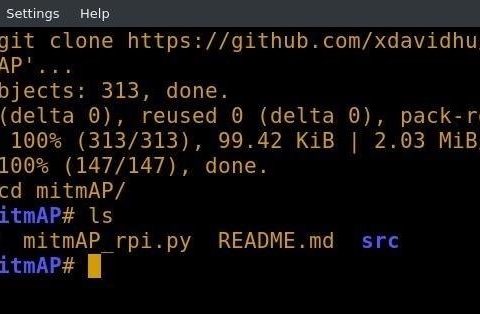 Settings Help
git clone https://github.com/xdavidhu
AP'...
bjects: 313, done.
(delta 0), reused 0 (delta 0), pack-r
100% (313/313), 99.42 KiB | 2.03 MiB
100% (147/147), done.
cd mitmAP/
itmAP# ls
mitmAP_rpi.py README.md src
itmAP#